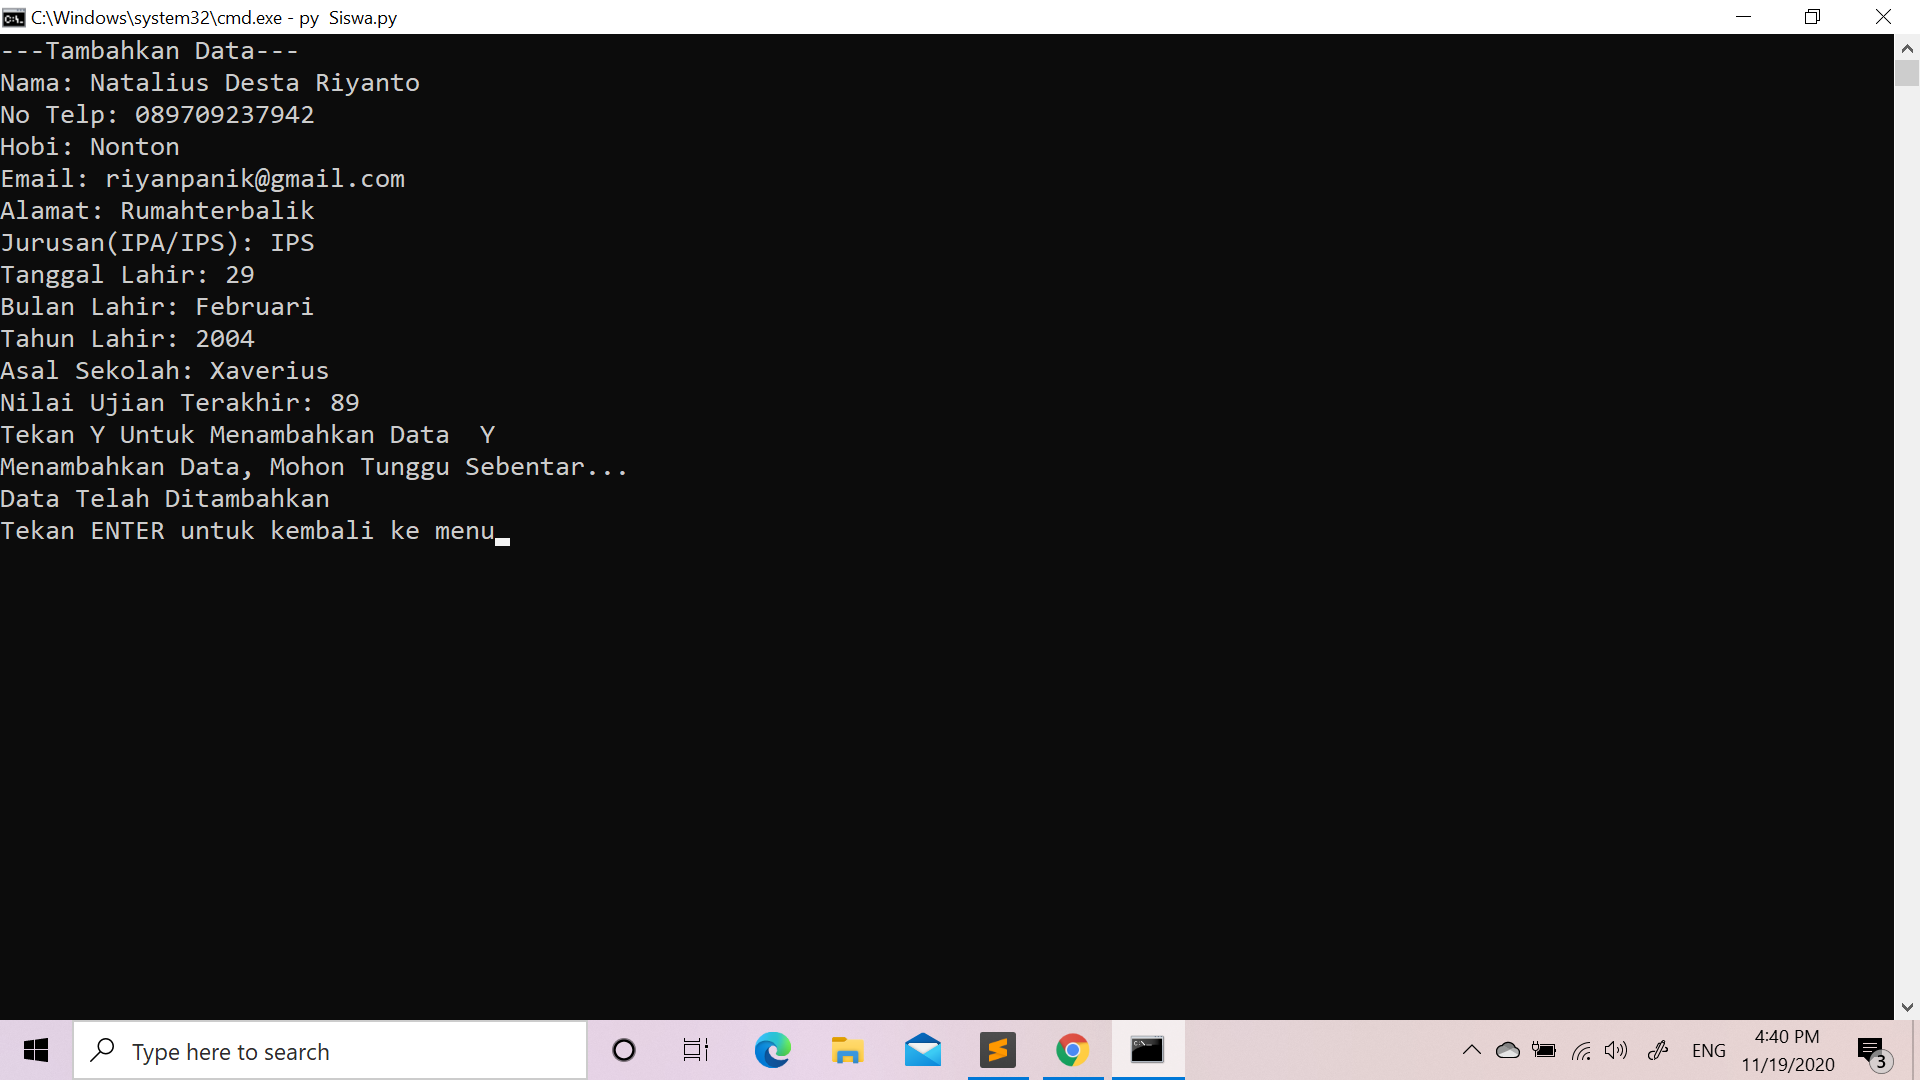 C:\Windows\system32\cmd.exe - py  Siswa.py
---Tambahkan Data---
Nama: Natalius Desta Riyanto
No Telp: 089709237942
Hobi: Nonton
Email: riyanpanik@gmail.com
Alamat: Rumahterbalik
Jurusan(IPA/IPS): IPS
Tanggal Lahir: 29
Bulan Lahir: Februari
Tahun Lahir: 2004
Asal Sekolah: Xaverius
Nilai Ujian Terakhir: 89
Tekan Y Untuk Menambahkan Data  Y
Menambahkan Data, Mohon Tunggu Sebentar...
Data Telah Ditambahkan
Tekan ENTER untuk kembali ke menu
Type here to search
ENG
4:40 PM
11/19/2020
3